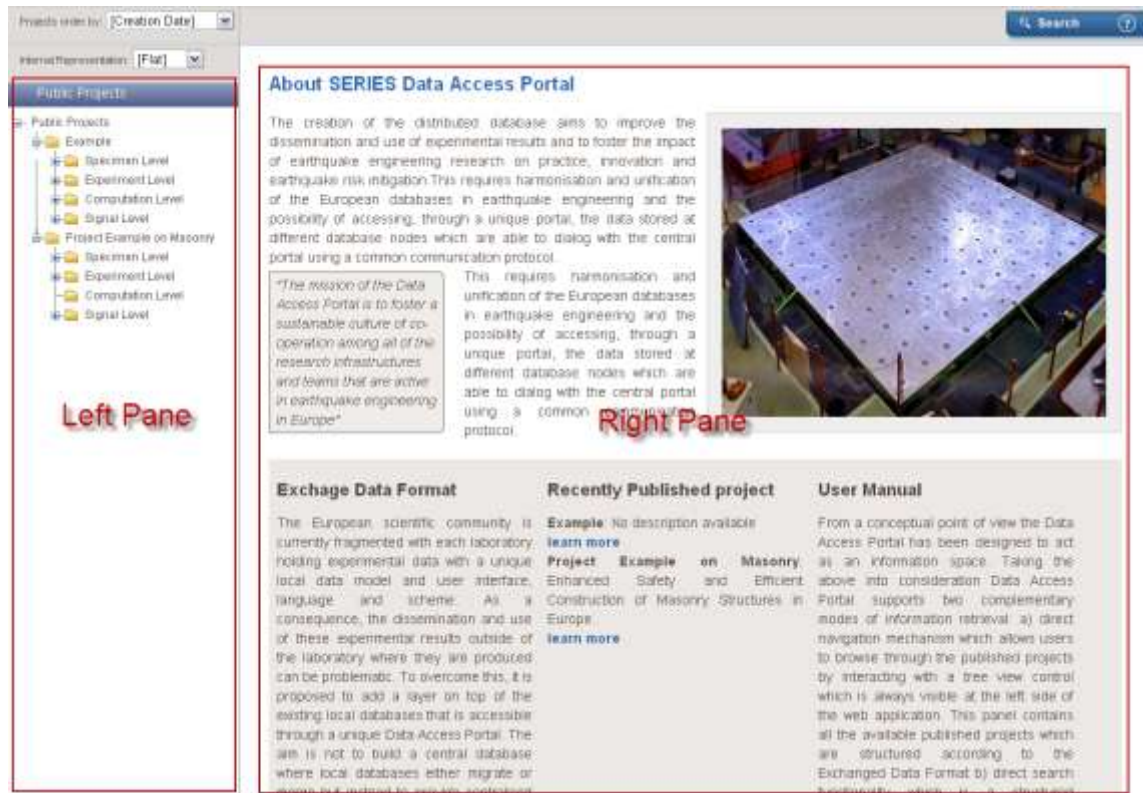 Projects order by: [Creation Date]
Search
Internal Representation: [Flat]
Public Projects
Public Projects
Example
Specimen Level
Experiment Level
Computation Level
Signal Level
Project Example on Masonry
Specimen Level
Experiment Level
Computation Level
Signal Level
Left Pane
About SERIES Data Access Portal
The creation of the distributed database aims to improve the
dissemination and use of experimental results and to foster the impact
of earthquake engineering research on practice, innovation and
earthquake risk mitigation.This requires harmonisation and unification
of the European databases in earthquake engineering and the
possibility of accessing, through a unique portal, the data stored at
different database nodes which are able to dialog with the central
portal using a common communication protocol.
"The mission of the Data
Access Portal is to foster a
sustainable culture of co-
operation among all of the
research infrastructures
and teams that are active
in earthquake engineering
in Europe"
This requires harmonisation and
unification of the European databases
in earthquake engineering and the
possibility of accessing, through a
unique portal, the data stored at
different database nodes which are
able to dialog with the central portal
using a common communication
protocol.
Right Pane
Exchage Data Format
The European scientific community is
currently fragmented with each laboratory
holding experimental data with a unique
local data model and user interface,
language and scheme. As a
consequence, the dissemination and use
of these experimental results outside of
the laboratory where they are produced
can be problematic. To overcome this, it is
proposed to add a layer on top of the
existing local databases that is accessible
through a unique Data Access Portal. The
aim is not to build a central database
where local databases either migrate or
Recently Published project
Example No description available
learn more
Project Example on Masonry
Enhanced Safety and Efficient
Construction of Masonry Structures in
Europe
learn more
User Manual
From a conceptual point of view the Data
Access Portal has been designed to act
as an information space. Taking the
above into consideration Data Access
Portal supports two complementary
modes of information retrieval: a) direct
navigation mechanism which allows users
to browse through the published projects
by interacting with a tree view control
which is always visible at the left side of
the web application. This panel contains
all the available published projects which
are structured according to the
Exchanged Data Format b) direct search